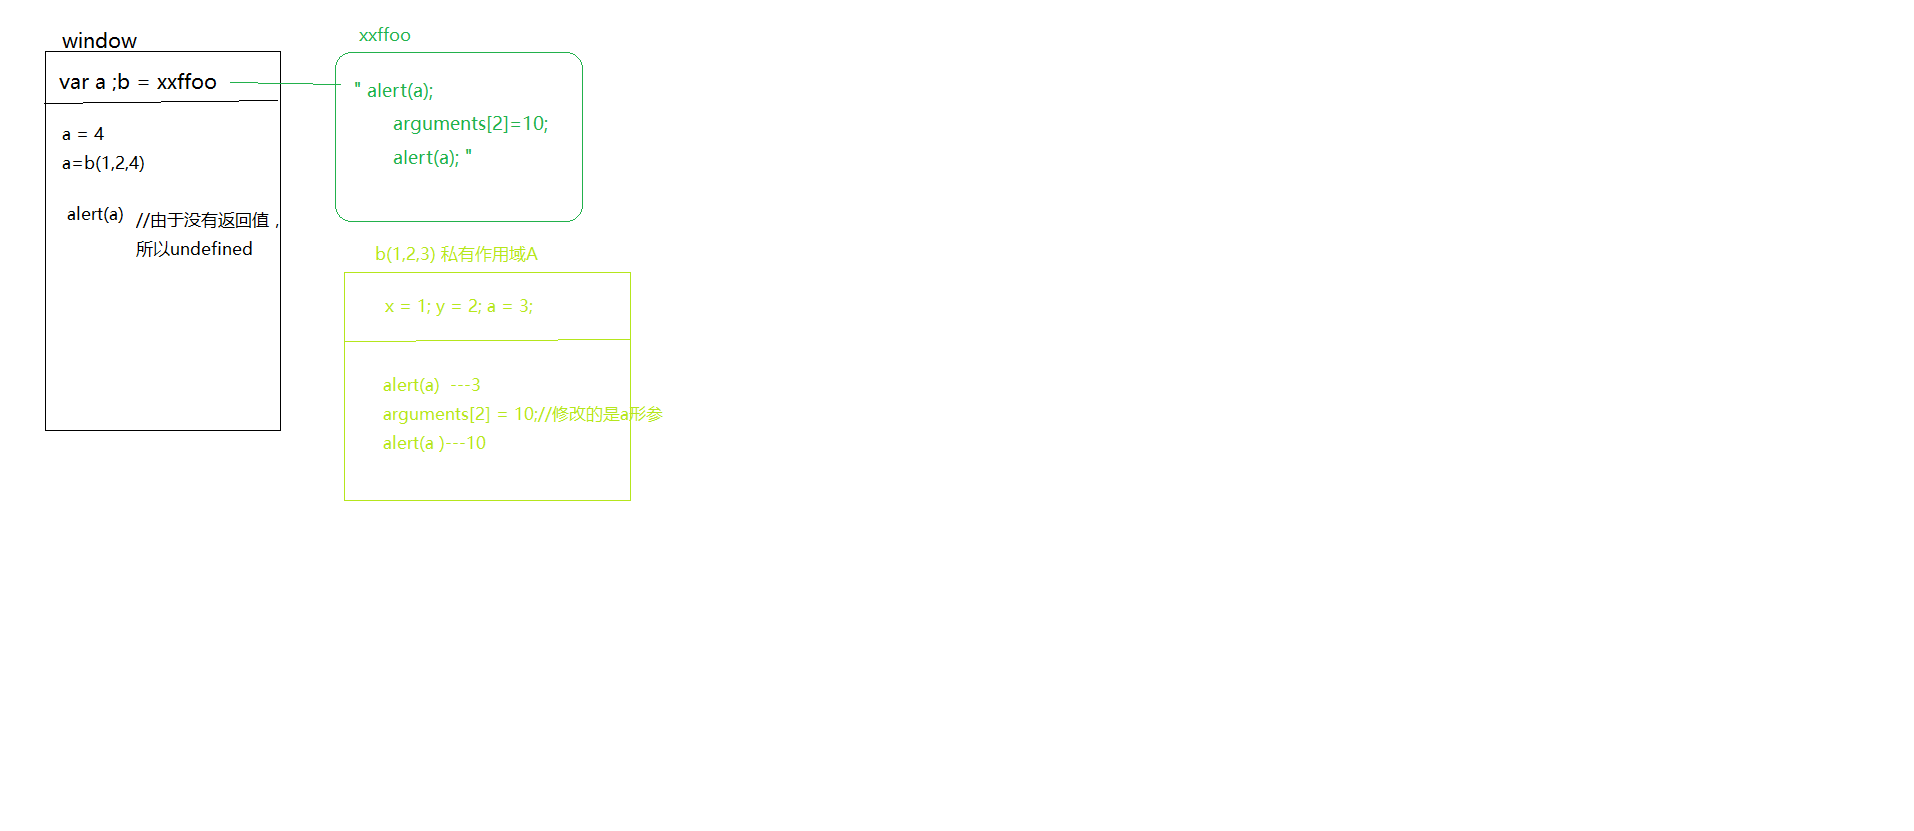 window
var a ;b = xxffoo
a = 4
a=b(1,2,4)
alert(a) //由于没有返回值，
所以undefined
xxffoo
" alert(a);
arguments[2]=10;
alert(a); "
b(1,2,3) 私有作用域A
x = 1; y = 2; a = 3;
alert(a) ---3
arguments[2] = 10;//修改的是a形参
alert(a )---10